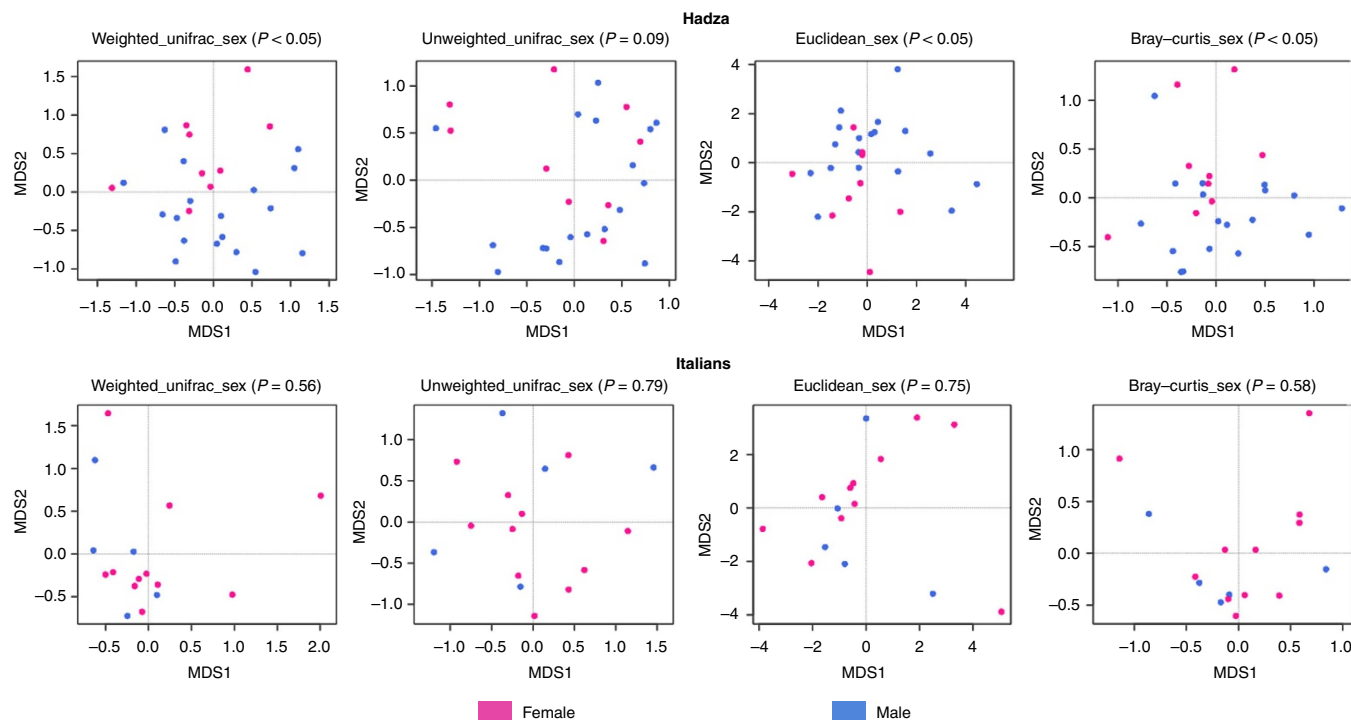 Hadza
Weighted_unifrac_sex (P < 0.05)
Unweighted_unifrac_sex (P = 0.09)
Euclidean_sex (P < 0.05)
Bray–curtis_sex (P < 0.05)
MDS2
1.5
1.0
0.5
0.0
−0.5
−1.0
−1.5 −1.0 −0.5 0.0 0.5 1.0 1.5
MDS1
MDS2
1.0
0.5
0.0
−0.5
−1.0
−1.5 −1.0 −0.5 0.0 0.5 1.0
MDS1
MDS2
4
2
0
−2
−4
−4 −2 0 2 4
MDS1
MDS2
1.0
0.5
0.0
−0.5
−1.0 −0.5 0.0 0.5 1.0
MDS1
Italians
Weighted_unifrac_sex (P = 0.56)
Unweighted_unifrac_sex (P = 0.79)
Euclidean_sex (P = 0.75)
Bray–curtis_sex (P = 0.58)
MDS2
1.5
1.0
0.5
0.0
−0.5
−0.5 0.0 0.5 1.0 1.5 2.0
MDS1
MDS2
1.0
0.5
0.0
−0.5
−1.0
−1.0 −0.5 0.0 0.5 1.0 1.5
MDS1
MDS2
2
0
−2
−4
−4 −2 0 2 4
MDS1
MDS2
1.0
0.5
0.0
−0.5
−1.0 −0.5 0.0 0.5 1.0
MDS1
Female
Male